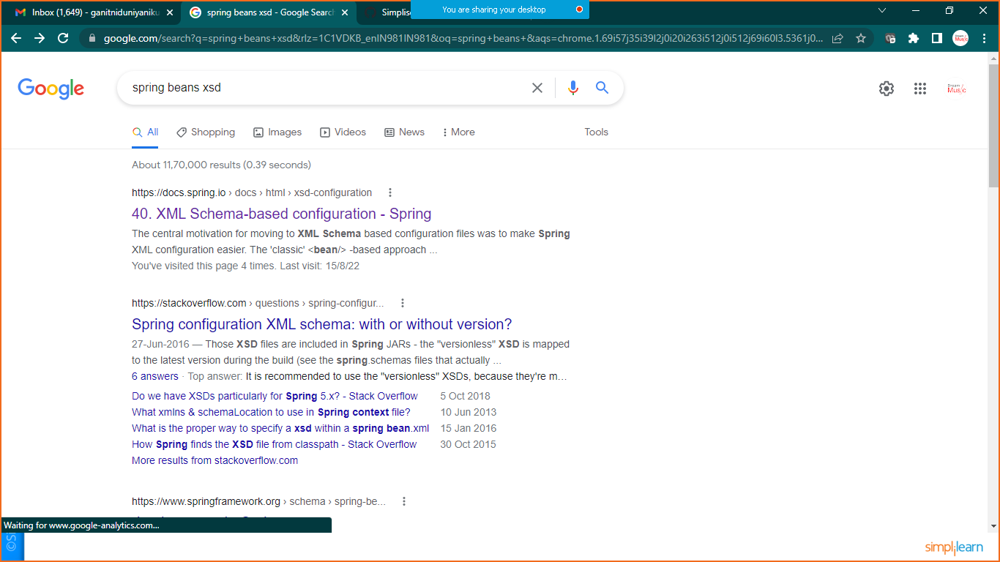 Inbox (1,649) - ganitniduniyaniku
spring beans xsd - Google Search
Simplise
You are sharing your desktop
google.com/search?q=spring+beans+xsd&rlz=1C1VDKB_enIN981IN981&oq=spring+beans+&aqs=chrome.1.69i57j35i39l2j0i20i263i512j0i512j69i60l3.5361j0...
Google
spring beans xsd
Dream Music
All
Shopping
Images
Videos
News
More
Tools
About 11,70,000 results (0.39 seconds)
https://docs.spring.io › docs › html › xsd-configuration
40. XML Schema-based configuration - Spring
The central motivation for moving to XML Schema based configuration files was to make Spring
XML configuration easier. The 'classic' <bean/> -based approach ...
You've visited this page 4 times. Last visit: 15/8/22
https://stackoverflow.com › questions › spring-configur...
Spring configuration XML schema: with or without version?
27-Jun-2016 — Those XSD files are included in Spring JARs - the "versionless" XSD is mapped
to the latest version during the build (see the spring.schemas files that actually ...
6 answers · Top answer: It is recommended to use the "versionless" XSDs, because they're m...
Do we have XSDs particularly for Spring 5.x? - Stack Overflow 5 Oct 2018
What xmlns & schemaLocation to use in Spring context file? 10 Jun 2013
What is the proper way to specify a xsd within a spring bean.xml 15 Jan 2016
How Spring finds the XSD file from classpath - Stack Overflow 30 Oct 2015
More results from stackoverflow.com
https://www.springframework.org › schema › spring-be...
Waiting for www.google-analytics.com...
©S
simplilearn